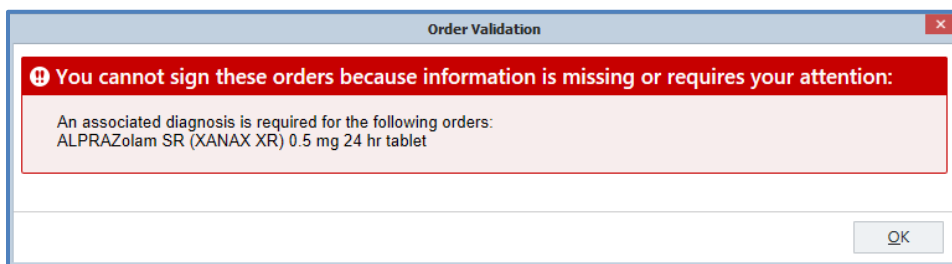 Order Validation
You cannot sign these orders because information is missing or requires your attention:
An associated diagnosis is required for the following orders:
ALPRAZolam SR (XANAX XR) 0.5 mg 24 hr tablet
OK